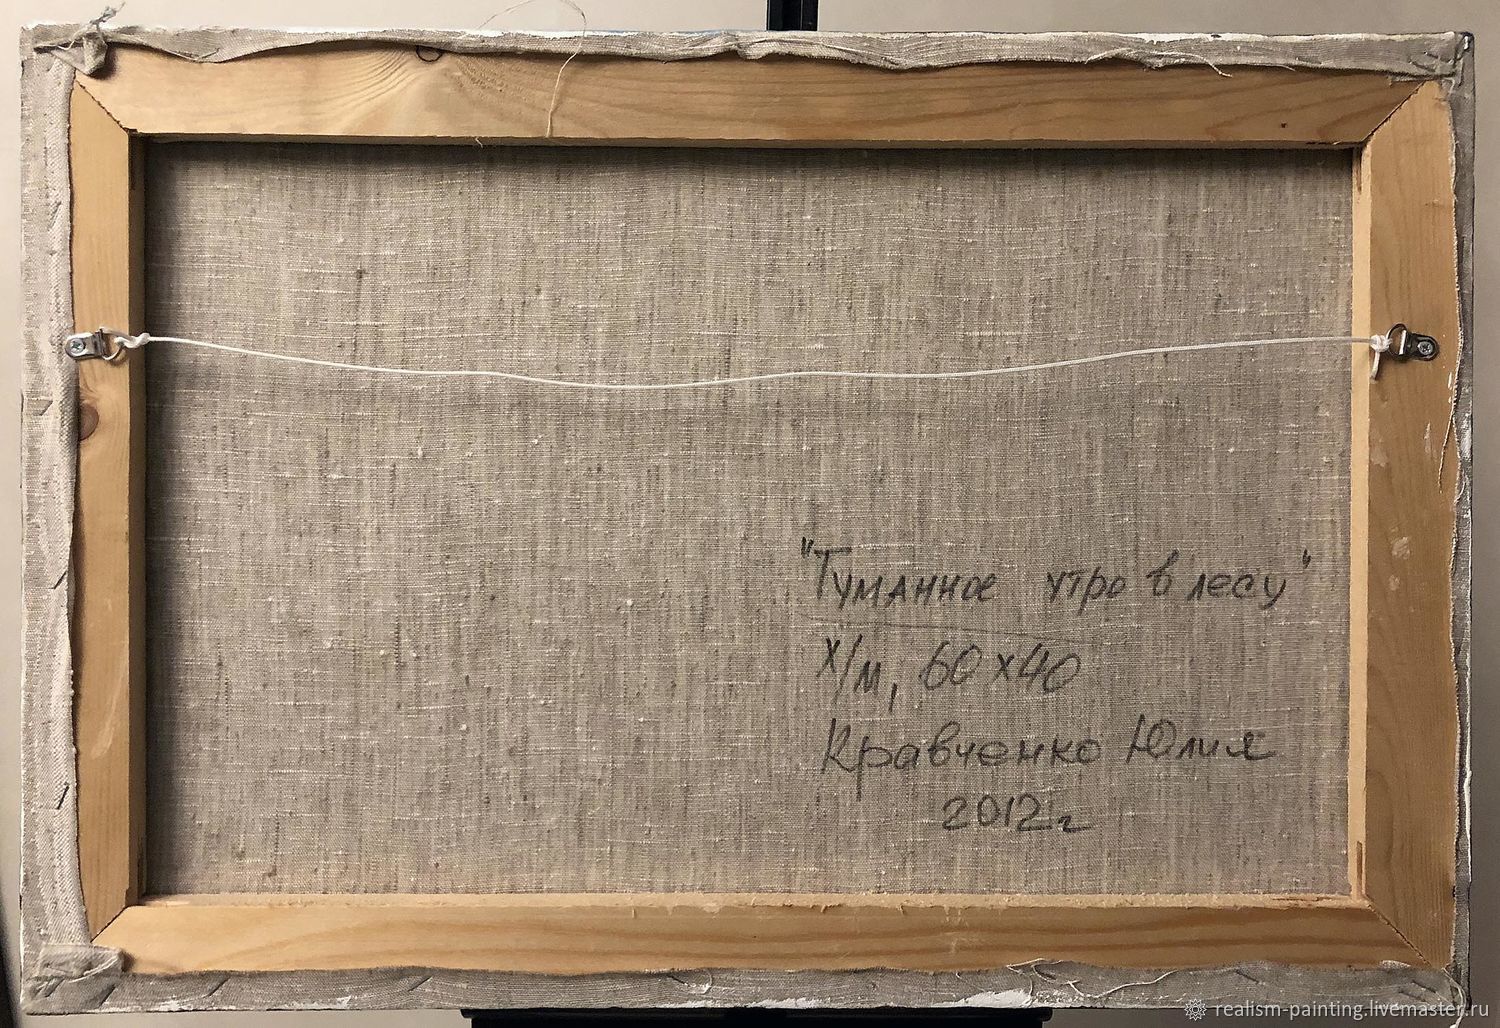 "Туманное утро в лесу"
х/м, 60х40
Кравченко Юлия
2012г
realism-painting.livemaster.ru